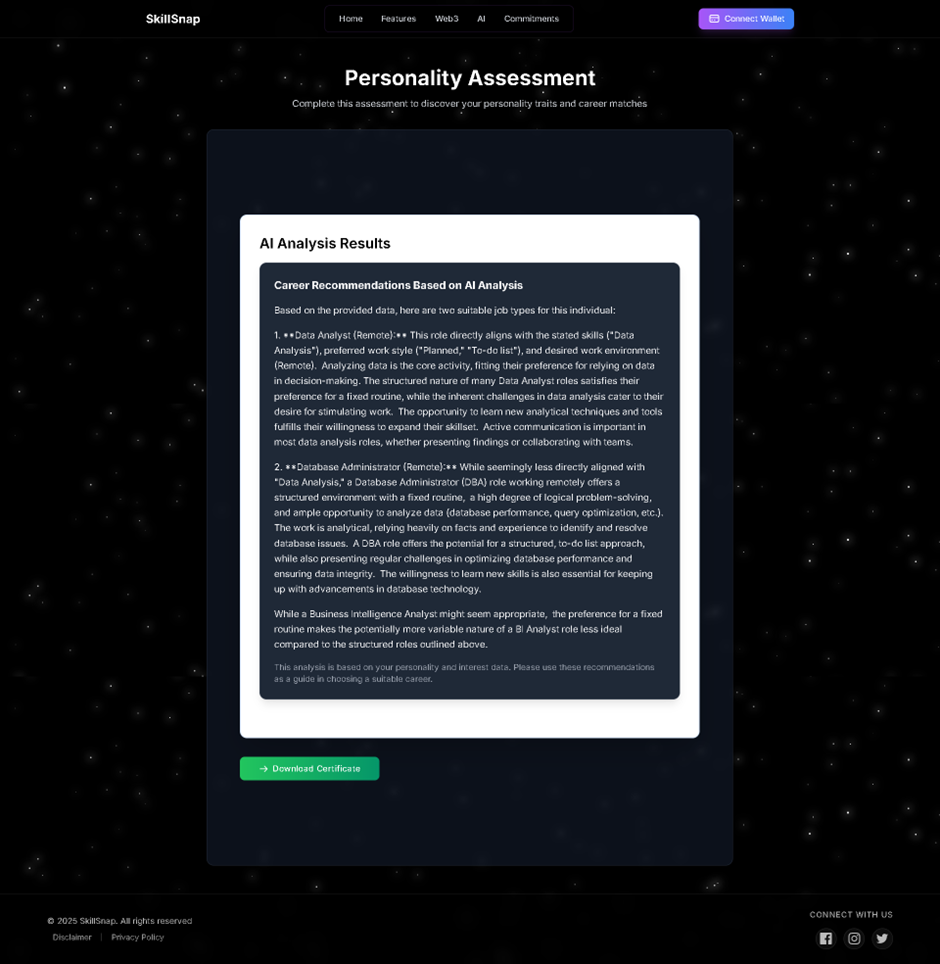 SkillSnap
Home Features Web3 AI Commitments
Connect Wallet
Personality Assessment
Complete this assessment to discover your personality traits and career matches
AI Analysis Results
Career Recommendations Based on AI Analysis
Based on the provided data, here are two suitable job types for this individual:
1. **Data Analyst (Remote):** This role directly aligns with the stated skills ("Data
Analysis"), preferred work style ("Planned," "To-do list"), and desired work environment
(Remote). Analyzing data is the core activity, fitting their preference for relying on data
in decision-making. The structured nature of many Data Analyst roles satisfies their
preference for a fixed routine, while the inherent challenges in data analysis cater to their
desire for stimulating work. The opportunity to learn new analytical techniques and tools
fulfills their willingness to expand their skillset. Active communication is important in
most data analysis roles, whether presenting findings or collaborating with teams.
2. **Database Administrator (Remote):** While seemingly less directly aligned with
"Data Analysis," a Database Administrator (DBA) role working remotely offers a
structured environment with a fixed routine, a high degree of logical problem-solving,
and ample opportunity to analyze data (database performance, query optimization, etc.).
The work is analytical, relying heavily on facts and experience to identify and resolve
database issues. A DBA role offers the potential for a structured, to-do list approach,
while also presenting regular challenges in optimizing database performance and
ensuring data integrity. The willingness to learn new skills is also essential for keeping
up with advancements in database technology.
While a Business Intelligence Analyst might seem appropriate, the preference for a fixed
routine makes the potentially more variable nature of a BI Analyst role less ideal
compared to the structured roles outlined above.
This analysis is based on your personality and interest data. Please use these recommendations
as a guide in choosing a suitable career.
Download Certificate
© 2025 SkillSnap. All rights reserved
Disclaimer | Privacy Policy
CONNECT WITH US